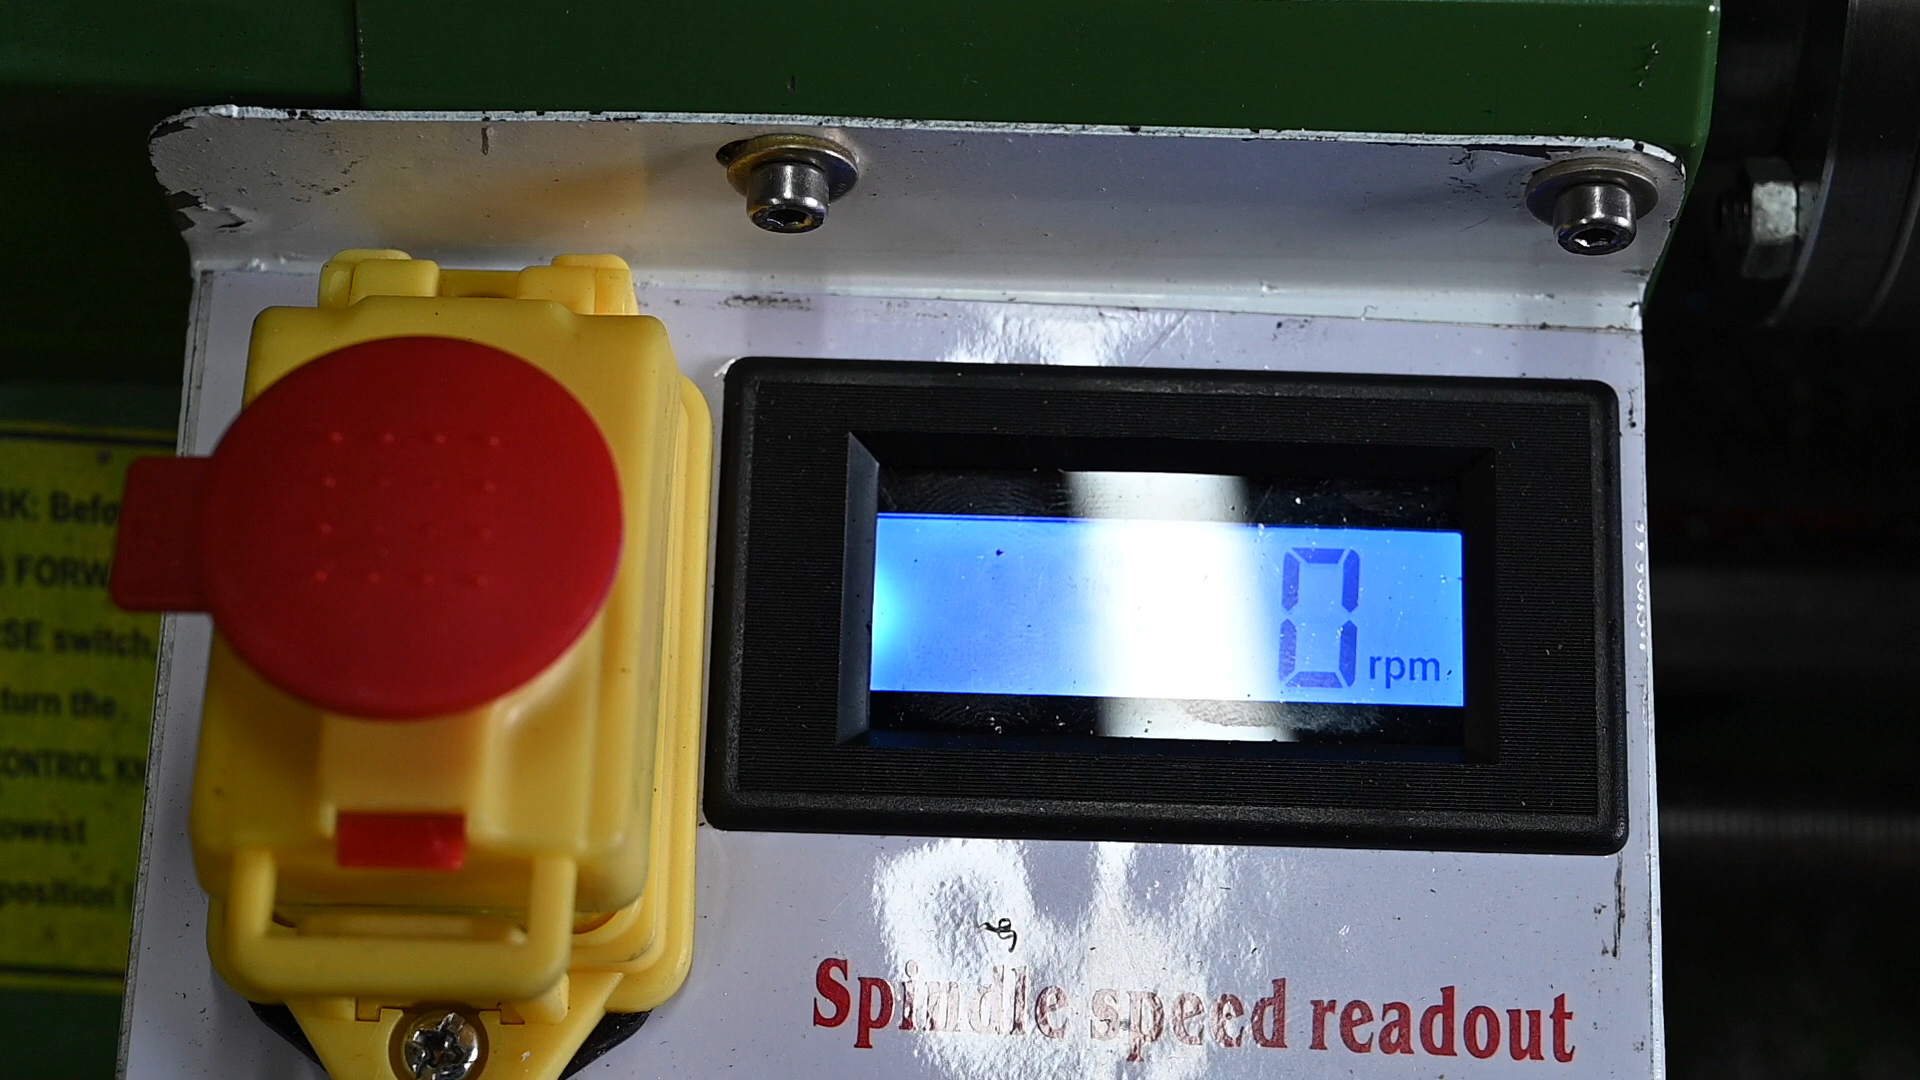 RK: Befo
FORW
SE switch,
turn the
CONTROL KN
owest
position
0 rpm
Spindle speed readout